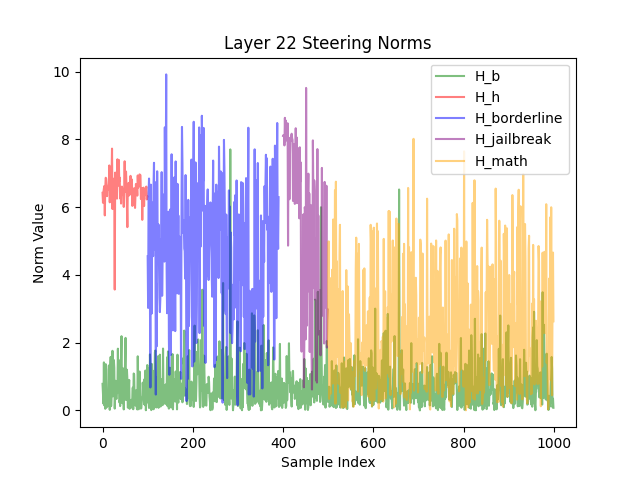 Layer 22 Steering Norms
Norm Value
10
8
6
4
2
0
H_b
H_h
H_borderline
H_jailbreak
H_math
0
200
400
600
800
1000
Sample Index